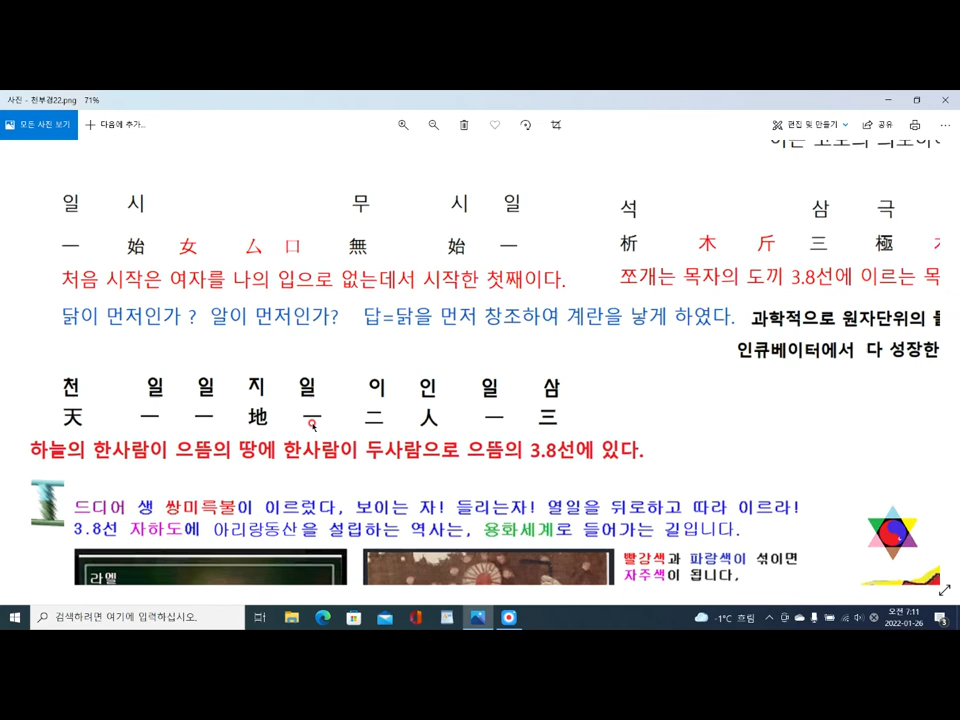 사진 - 천부경22.png 71%
모든 사진 보기 다음에 추가... 편집 및 만들기 공유
일 시 무 시 일
석 삼 극
一 始 女 厶 口 無 始 一
析 木 斤 三 極
처음 시작은 여자를 나의 입으로 없는데서 시작한 첫째이다.
쪼개는 목자의 도끼 3.8선에 이르는 목
닭이 먼저인가 ? 알이 먼저인가? 답=닭을 먼저 창조하여 계란을 낳게 하였다.
과학적으로 원자단위의
인큐베이터에서 다 성장한
천 일 일 지 일 이 인 일 삼
天 一 一 地 一 二 人 一 三
하늘의 한사람이 으뜸의 땅에 한사람이 두사람으로 으뜸의 3.8선에 있다.
드디어 생 쌍미륵불이 이르렀다, 보이는 자! 들리는자! 열일을 뒤로하고 따라 이르라!
3.8선 자하도에 아리랑동산을 설립하는 역사는, 용화세계로 들어가는 길입니다.
라엘
빨강색과 파랑색이 섞이면
자주색이 됩니다,
검색하려면 여기에 입력하십시오.
-1°C 흐림
오전 7:11
2022-01-26
3